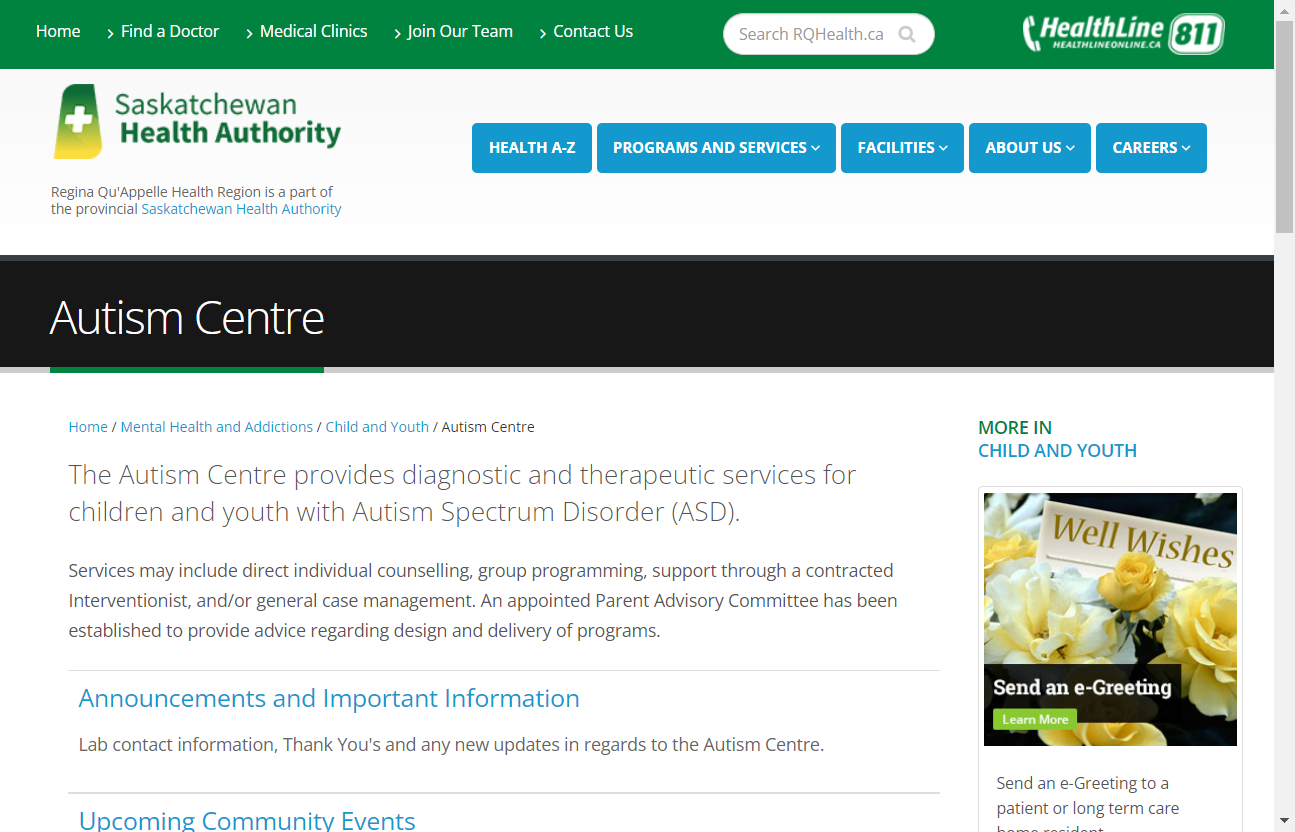 Home
Find a Doctor
Medical Clinics
Join Our Team
Contact Us
Search RQHealth.ca
HealthLine 811
HEALTHLINEONLINE.CA
Saskatchewan
Health Authority
Regina Qu'Appelle Health Region is a part of
the provincial Saskatchewan Health Authority
HEALTH A-Z
PROGRAMS AND SERVICES
FACILITIES
ABOUT US
CAREERS
Autism Centre
Home / Mental Health and Addictions / Child and Youth / Autism Centre
The Autism Centre provides diagnostic and therapeutic services for
children and youth with Autism Spectrum Disorder (ASD).
Services may include direct individual counselling, group programming, support through a contracted
Interventionist, and/or general case management. An appointed Parent Advisory Committee has been
established to provide advice regarding design and delivery of programs.
Announcements and Important Information
Lab contact information, Thank You's and any new updates in regards to the Autism Centre.
Upcoming Community Events
MORE IN
CHILD AND YOUTH
Well Wishes
Send an e-Greeting
Learn More
Send an e-Greeting to a
patient or long term care
home resident